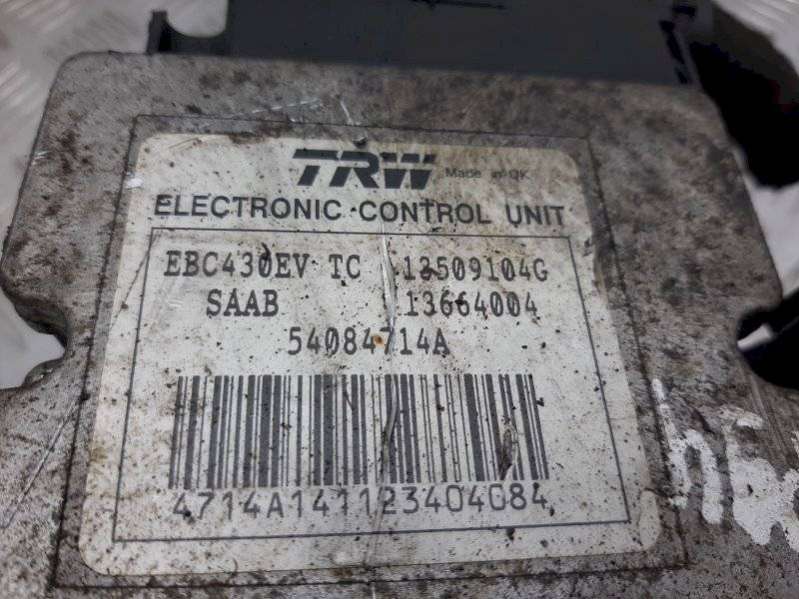 TRW Made in UK
ELECTRONIC CONTROL UNIT
EBC430EV TC 13509104G
SAAB 13664004
54084714A
4714A141123404084